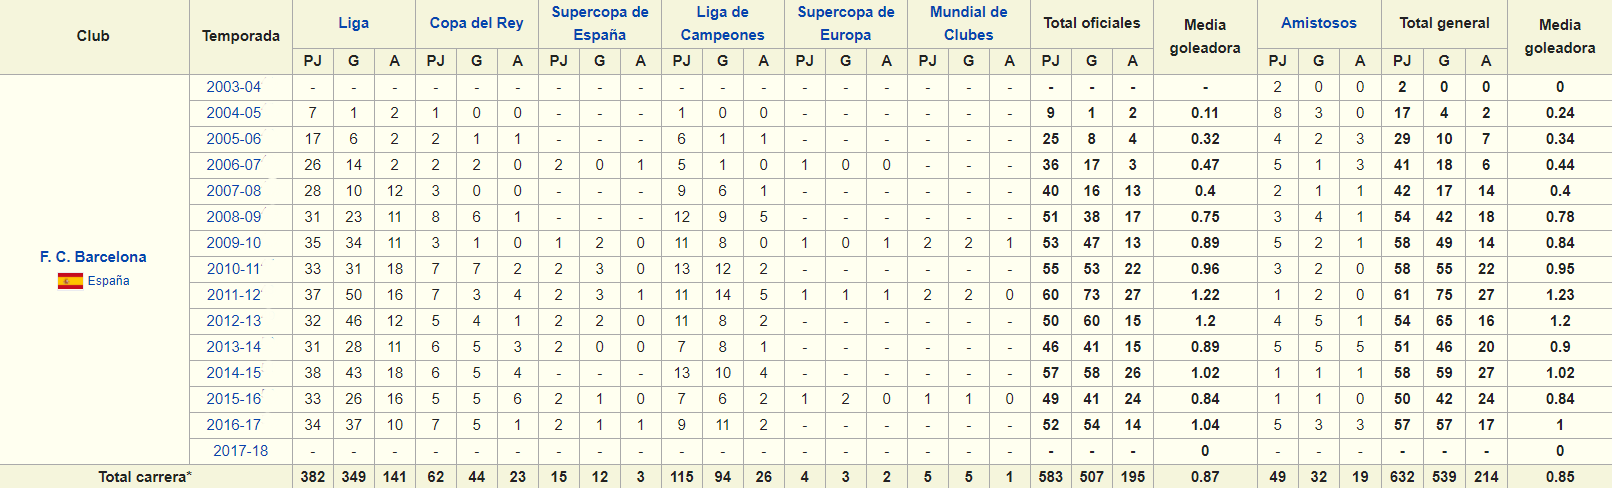 Club Temporada Liga Copa del Rey Supercopa de España Liga de Campeones Supercopa de Europa Mundial de Clubes Total oficiales Media goleadora Amistosos Total general Media goleadora
PJ G A PJ G A PJ G A PJ G A PJ G A PJ G A PJ G A PJ G A PJ G A
F. C. Barcelona
España
2003-04 - - - - - - - - - - - - - - - - - - - - - - 2 0 0 2 0 0 0
2004-05 7 1 2 1 0 0 - - - 1 0 0 - - - - - - 9 1 2 0.11 8 3 0 17 4 2 0.24
2005-06 17 6 2 2 1 1 - - - 6 1 1 - - - - - - 25 8 4 0.32 4 2 3 29 10 7 0.34
2006-07 26 14 2 2 2 0 2 0 1 5 1 0 1 0 0 - - - 36 17 3 0.47 5 1 3 41 18 6 0.44
2007-08 28 10 12 3 0 0 - - - 9 6 1 - - - - - - 40 16 13 0.4 2 1 1 42 17 14 0.4
2008-09 31 23 11 8 6 1 - - - 12 9 5 - - - - - - 51 38 17 0.75 3 4 1 54 42 18 0.78
2009-10 35 34 11 3 1 0 1 2 0 11 8 0 1 0 1 2 2 1 53 47 13 0.89 5 2 1 58 49 14 0.84
2010-11 33 31 18 7 7 2 2 3 0 13 12 2 - - - - - - 55 53 22 0.96 3 2 0 58 55 22 0.95
2011-12 37 50 16 7 3 4 2 3 1 11 14 5 1 1 1 2 2 0 60 73 27 1.22 1 2 0 61 75 27 1.23
2012-13 32 46 12 5 4 1 2 2 0 11 8 2 - - - - - - 50 60 15 1.2 4 5 1 54 65 16 1.2
2013-14 31 28 11 6 5 3 2 0 0 7 8 1 - - - - - - 46 41 15 0.89 5 5 5 51 46 20 0.9
2014-15 38 43 18 6 5 4 - - - 13 10 4 - - - - - - 57 58 26 1.02 1 1 1 58 59 27 1.02
2015-16 33 26 16 5 5 6 2 1 0 7 6 2 1 2 0 1 1 0 49 41 24 0.84 1 1 0 50 42 24 0.84
2016-17 34 37 10 7 5 1 2 1 1 9 11 2 - - - - - - 52 54 14 1.04 5 3 3 57 57 17 1
2017-18 - - - - - - - - - - - - - - - - - - - - - 0 - - - - - - 0
Total carrera* 382 349 141 62 44 23 15 12 3 115 94 26 4 3 2 5 5 1 583 507 195 0.87 49 32 19 632 539 214 0.85